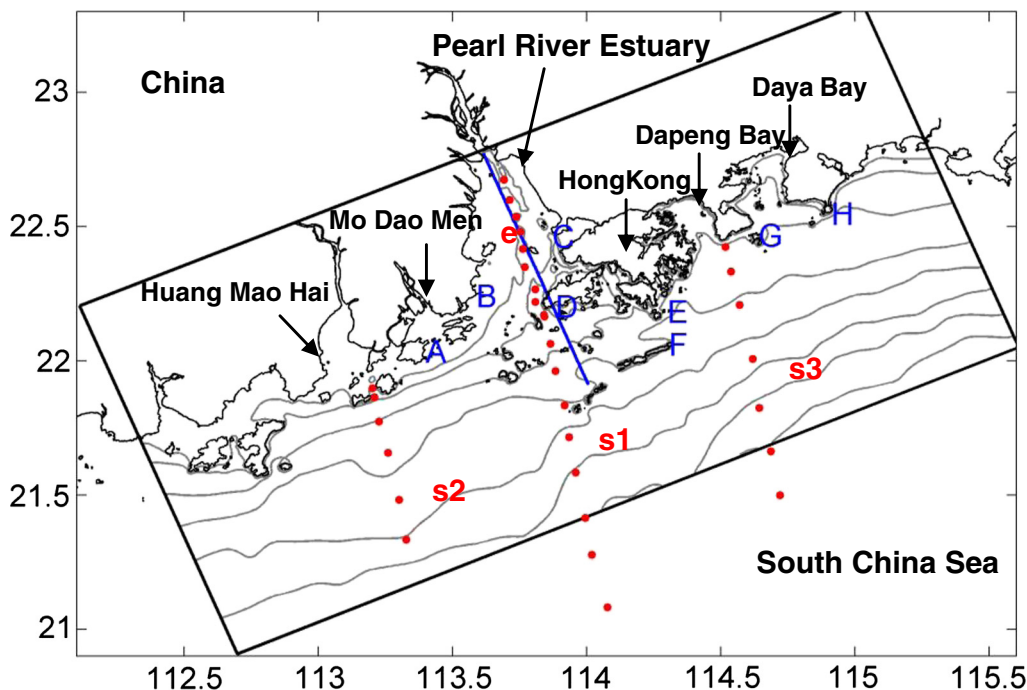 Pearl River Estuary
China
23
Daya Bay
Dapeng Bay
HongKong
Mo Dao Men
22.5
H
G
e
C
Huang Mao Hai
B
D
E
F
A
22
s3
s1
s2
21.5
South China Sea
21
112.5
113
113.5
114
114.5
115
115.5